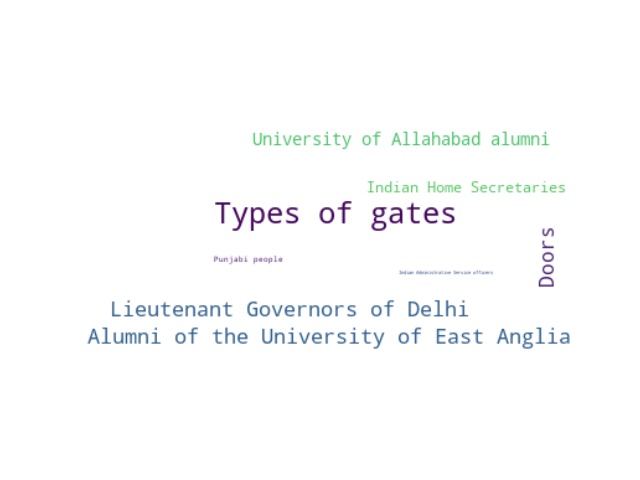 University of Allahabad alumni
Indian Home Secretaries
Types of gates
Doors
Punjabi people
Indian Administrative Service officers
Lieutenant Governors of Delhi
Alumni of the University of East Anglia